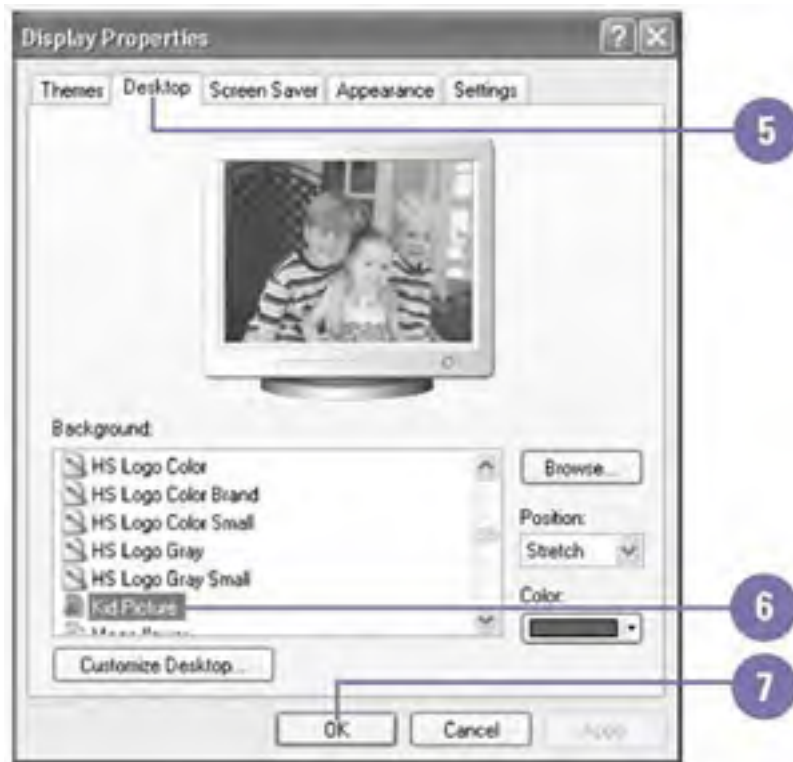 Display Properties
Themes Desktop Screen Saver Appearance Settings
5
Background:
HS Logo Color
HS Logo Color Brand
HS Logo Color Small
HS Logo Gray
HS Logo Gray Small
Kid Picture
Browse...
Position:
Stretch
Color:
6
Customize Desktop...
7
OK Cancel Apply